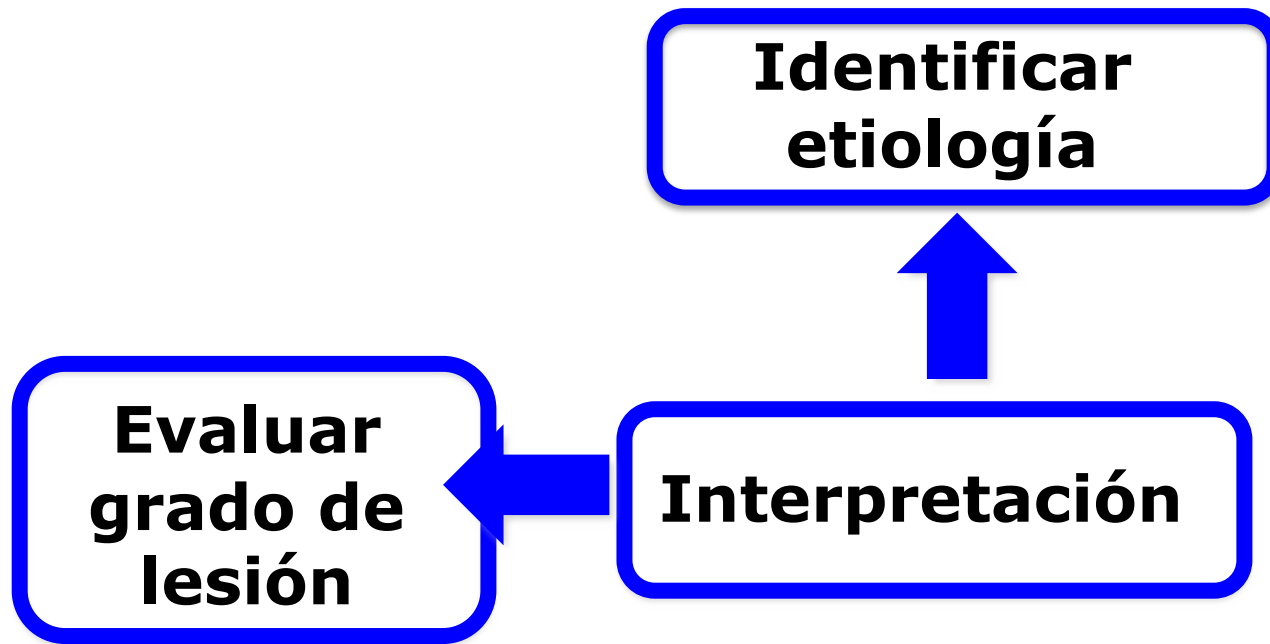 Identificar
etiología
Evaluar
grado de
lesión
Interpretación